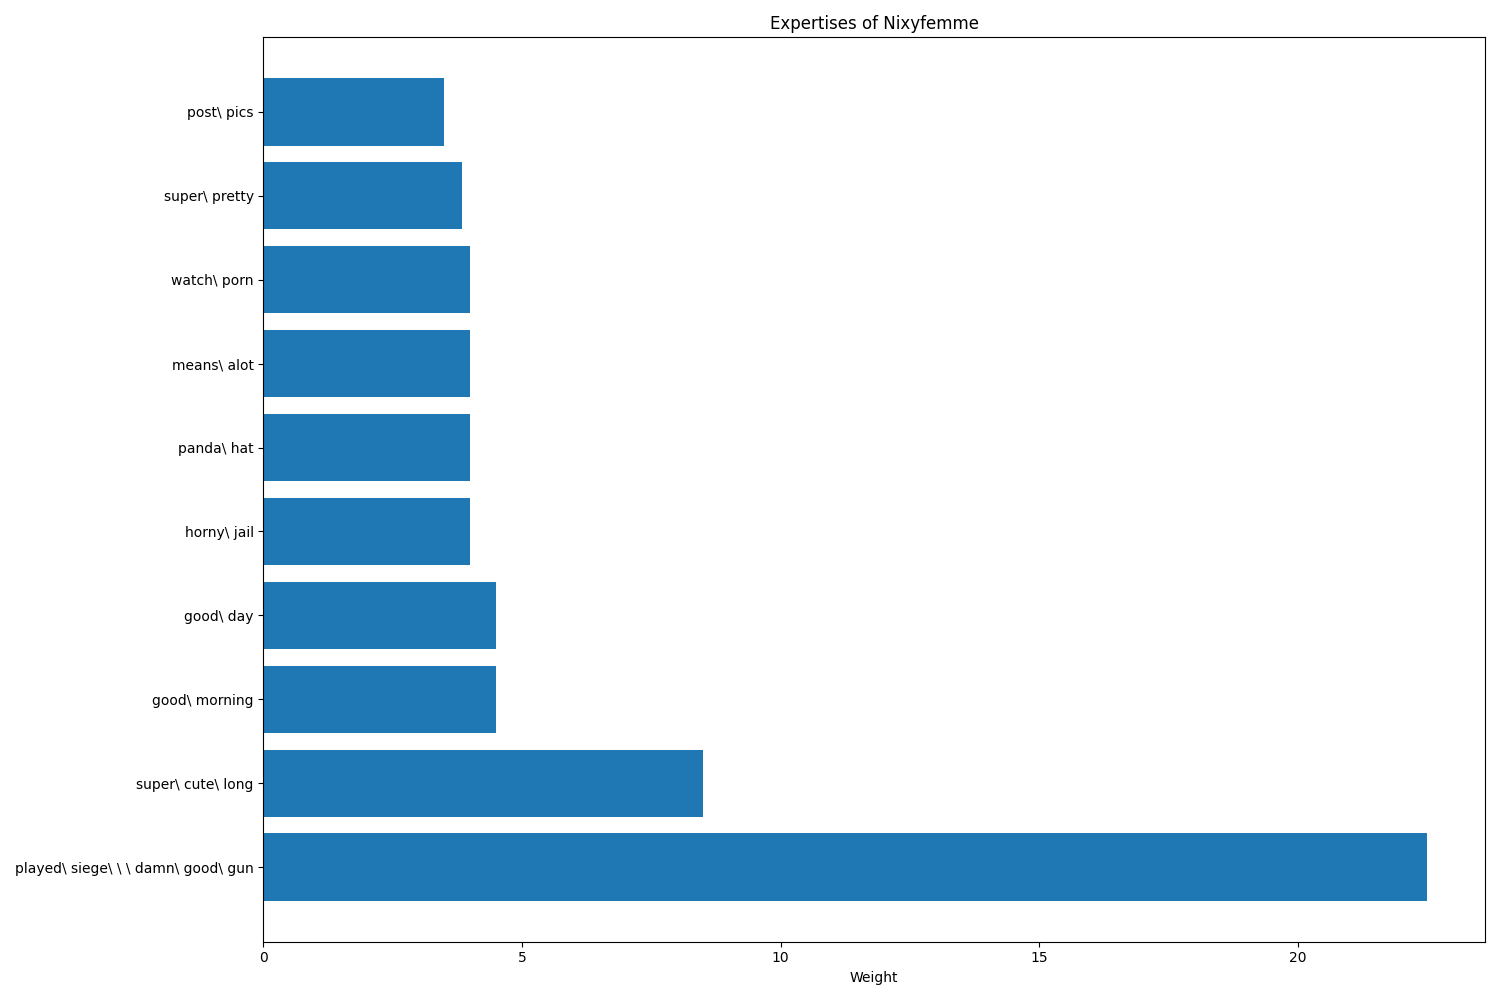 Expertises of Nixyfemme
post\ pics
super\ pretty
watch\ porn
means\ alot
panda\ hat
horny\ jail
good\ day
good\ morning
super\ cute\ long
played\ siege\ \ \ damn\ good\ gun
0 5 10 15 20
Weight